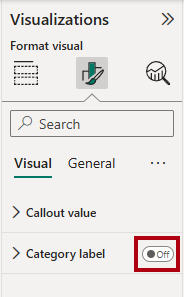 Visualizations
Format visual
Search
Visual General ...
Callout value
Category label Off